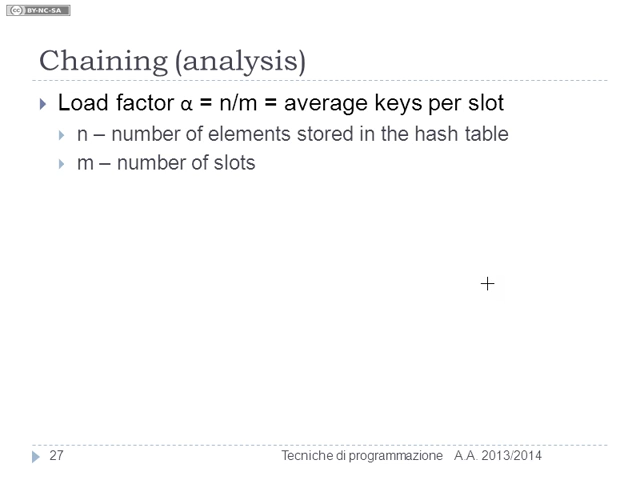 cc BY-NC-SA
Chaining (analysis)
Load factor α = n/m = average keys per slot
n – number of elements stored in the hash table
m – number of slots
27 Tecniche di programmazione A.A. 2013/2014